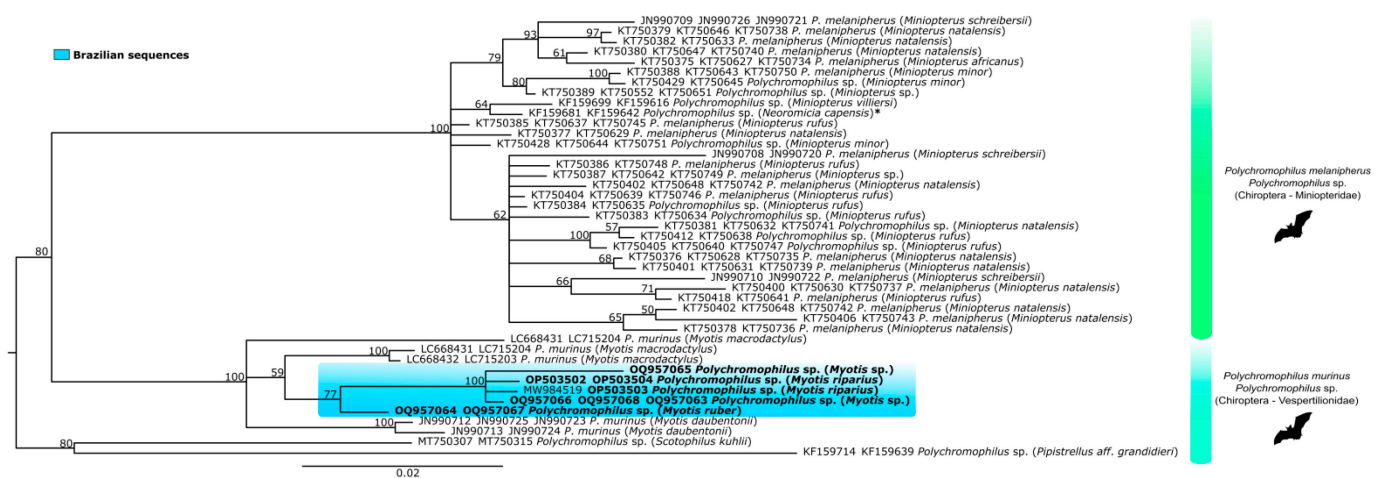 JN990709 JN990726 JN990721 P. melanipherus (Miniopterus schreibersii)
KT750379 KT750646 KT750738 P. melanipherus (Miniopterus natalensis)
KT750382 KT750633 P. melanipherus (Miniopterus natalensis)
KT750380 KT750647 KT750740 P. melanipherus (Miniopterus natalensis)
KT750375 KT750627 KT750734 P. melanipherus (Miniopterus africanus)
KT750388 KT750643 KT750750 P. melanipherus (Miniopterus minor)
KT750429 KT750645 Polychromophilus sp. (Miniopterus minor)
KT750389 KT750552 KT750651 Polychromophilus sp. (Miniopterus sp.)
KF159699 KF159616 Polychromophilus sp. (Miniopterus villiersi)
KF159681 KF159642 Polychromophilus sp. (Neoromicia capensis)*
KT750385 KT750637 KT750745 P. melanipherus (Miniopterus rufus)
KT750377 KT750629 P. melanipherus (Miniopterus natalensis)
KT750428 KT750644 KT750751 Polychromophilus sp. (Miniopterus minor)
JN990708 JN990720 P. melanipherus (Miniopterus schreibersii)
KT750386 KT750748 P. melanipherus (Miniopterus rufus)
KT750387 KT750642 KT750749 P. melanipherus (Miniopterus sp.)
KT750402 KT750648 KT750742 P. melanipherus (Miniopterus natalensis)
KT750404 KT750639 KT750746 P. melanipherus (Miniopterus rufus)
KT750384 KT750635 Polychromophilus sp. (Miniopterus rufus)
KT750383 KT750634 Polychromophilus sp. (Miniopterus rufus)
KT750381 KT750632 KT750741 Polychromophilus sp. (Miniopterus natalensis)
KT750412 KT750638 Polychromophilus sp. (Miniopterus rufus)
KT750405 KT750640 KT750747 Polychromophilus sp. (Miniopterus rufus)
KT750376 KT750628 KT750735 P. melanipherus (Miniopterus natalensis)
KT750401 KT750631 KT750739 P. melanipherus (Miniopterus natalensis)
JN990710 JN990722 P. melanipherus (Miniopterus schreibersii)
KT750400 KT750630 KT750737 P. melanipherus (Miniopterus natalensis)
KT750418 KT750641 P. melanipherus (Miniopterus rufus)
KT750402 KT750648 KT750742 P. melanipherus (Miniopterus natalensis)
KT750406 KT750743 P. melanipherus (Miniopterus natalensis)
KT750378 KT750736 P. melanipherus (Miniopterus natalensis)
LC668431 LC715204 P. murinus (Myotis macrodactylus)
LC668431 LC715204 P. murinus (Myotis macrodactylus)
LC668432 LC715203 P. murinus (Myotis macrodactylus)
OQ957065 Polychromophilus sp. (Myotis sp.)
OP503502 OP503504 Polychromophilus sp. (Myotis riparius)
MW984519 OP503503 Polychromophilus sp. (Myotis riparius)
OQ957066 OQ957068 OQ957063 Polychromophilus sp. (Myotis sp.)
OQ957064 OQ957067 Polychromophilus sp. (Myotis ruber)
JN990712 JN990725 JN990723 P. murinus (Myotis daubentonii)
JN990713 JN990724 P. murinus (Myotis daubentonii)
MT750307 MT750315 Polychromophilus sp. (Scotophilus kuhlii)
KF159714 KF159639 Polychromophilus sp. (Pipistrellus aff. grandidieri)
Brazilian sequences
93
97
79
61
100
80
64
100
62
57
100
68
66
71
50
65
80
100
100
59
100
77
100
80
0.02
Polychromophilus melanipherus
Polychromophilus sp.
(Chiroptera - Miniopteridae)
Polychromophilus murinus
Polychromophilus sp.
(Chiroptera - Vespertilionidae)